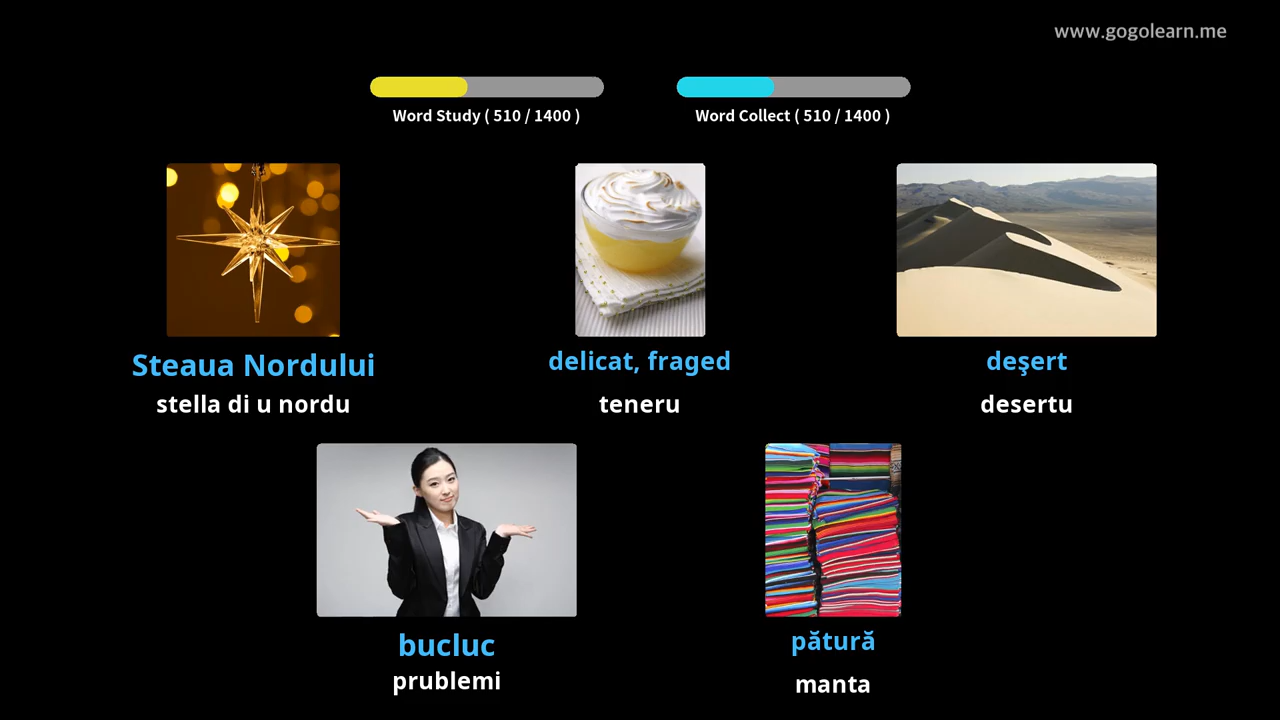 www.gogolearn.me
Word Study ( 510 / 1400 )
Word Collect ( 510 / 1400 )
Steaua Nordului
stella di u nordu
delicat, fraged
teneru
deşert
desertu
bucluc
prublemi
pătură
manta